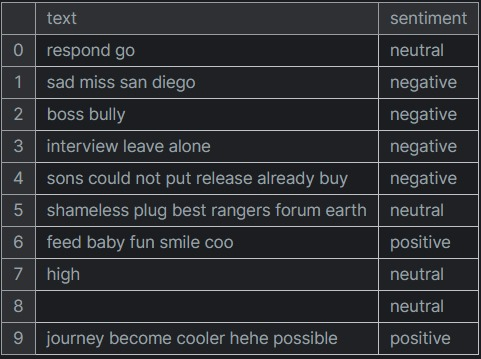 text sentiment
0 respond go neutral
1 sad miss san diego negative
2 boss bully negative
3 interview leave alone negative
4 sons could not put release already buy negative
5 shameless plug best rangers forum earth neutral
6 feed baby fun smile coo positive
7 high neutral
8 neutral
9 journey become cooler hehe possible positive